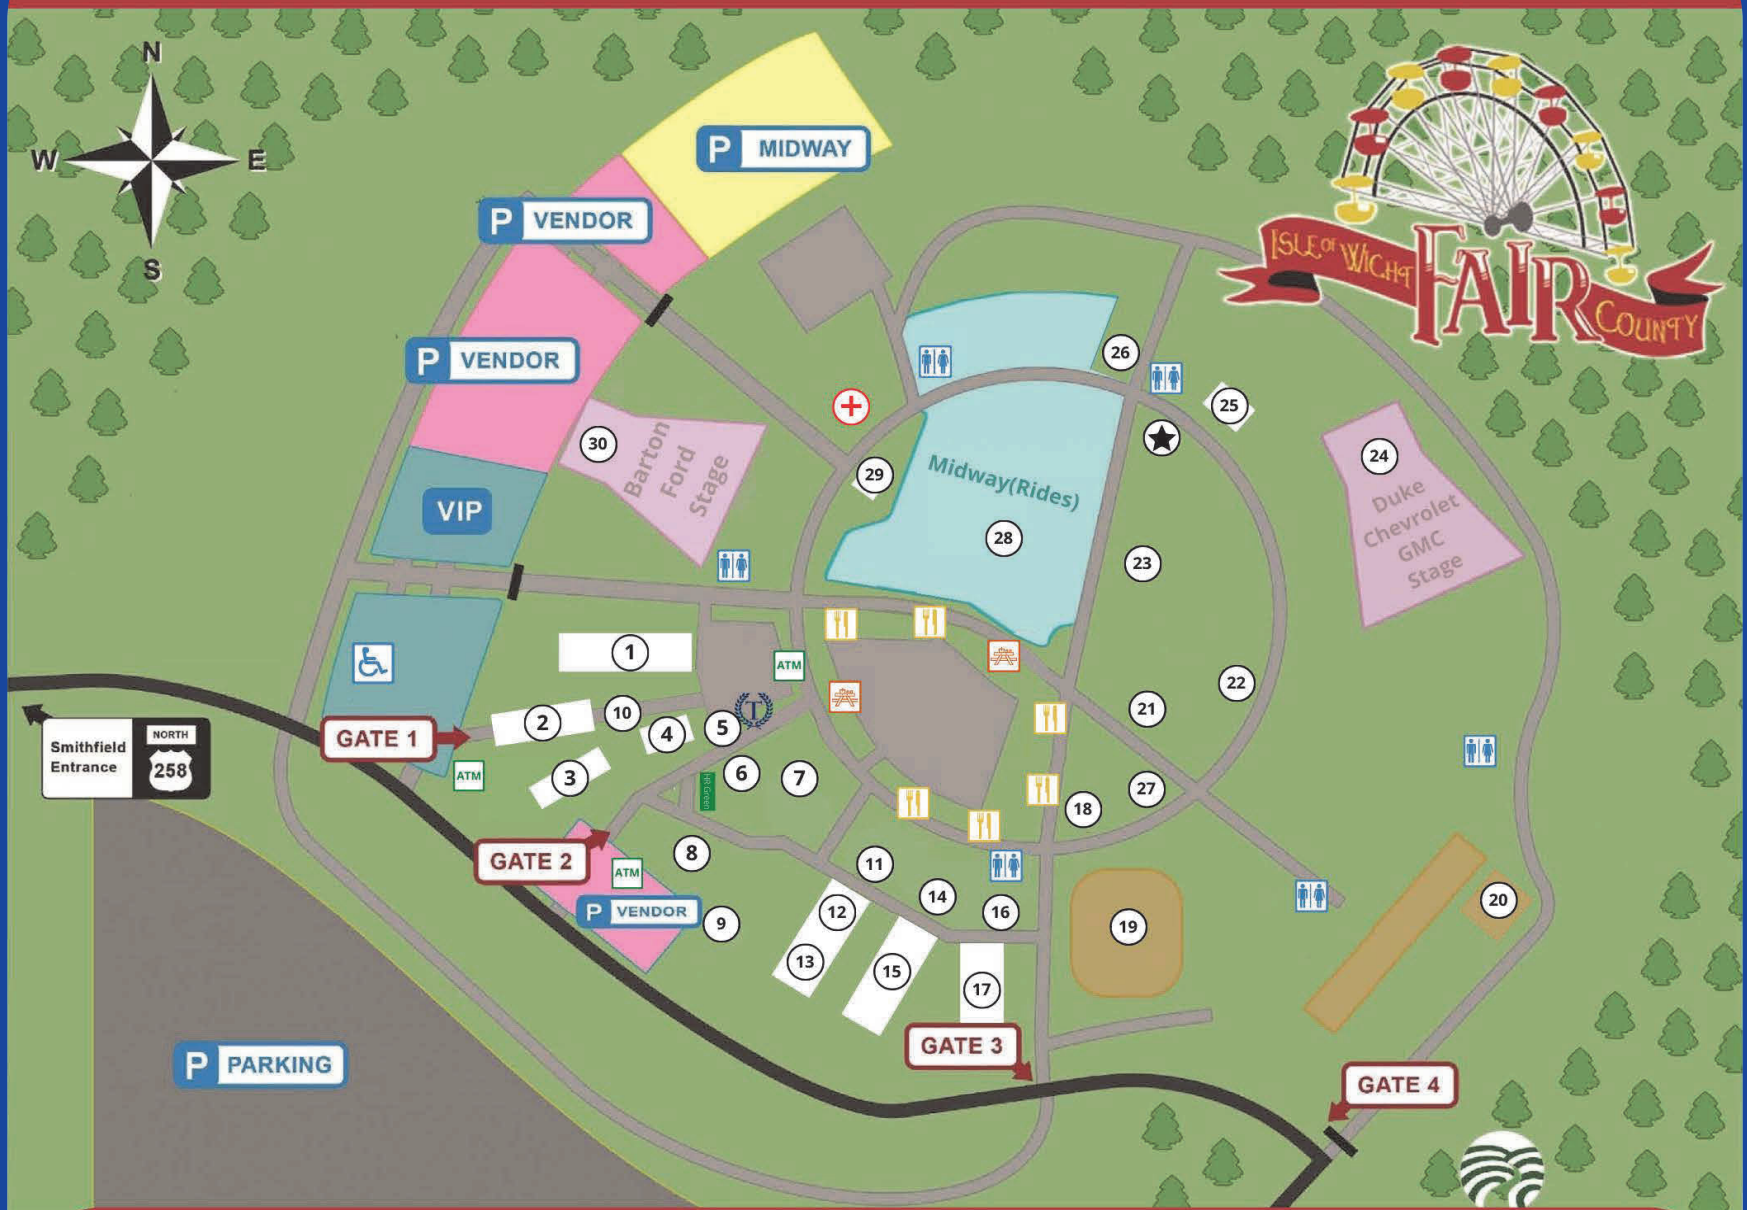 N
W
E
S
P MIDWAY
P VENDOR
P VENDOR
VIP
ISLE OF WIGHT
FAIR
COUNTY
26
25
24
Duke
Chevrolet
GMC
Stage
30
Barton
Ford
Stage
29
Midway(Rides)
28
23
1
ATM
2
10
4
5
T
3
6
7
HR Green
22
21
27
18
GATE 1
ATM
Smithfield
Entrance
NORTH
258
GATE 2
ATM
P VENDOR
8
9
11
12
13
14
15
16
17
19
20
GATE 3
GATE 4
P PARKING